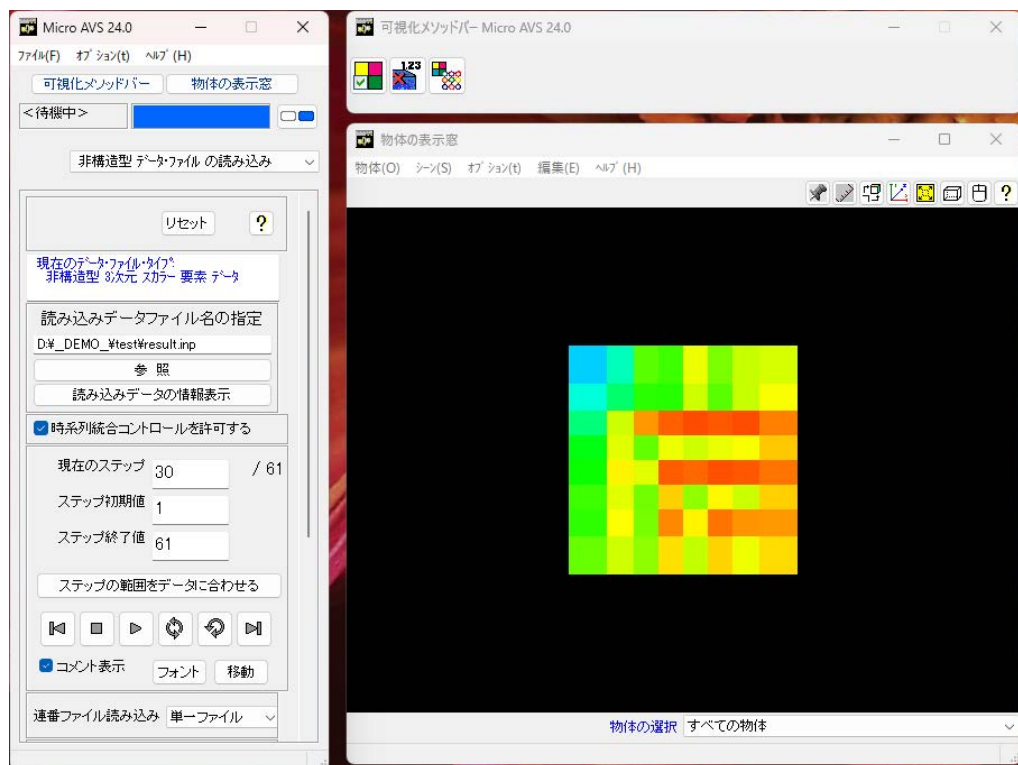 Micro AVS 24.0
ファイル(F) オプション(t) ヘルプ(H)
可視化メソッドバー 物体の表示窓
<待機中>
非構造型 データ・ファイル の読み込み
リセット ?
現在のデータ・ファイル・タイプ:
非構造型 3次元 スカラー 要素 データ
読み込みデータファイル名の指定
D:¥_DEMO_¥test¥result.inp
参 照
読み込みデータの情報表示
時系列統合コントロールを許可する
現在のステップ 30 / 61
ステップ初期値 1
ステップ終了値 61
ステップの範囲をデータに合わせる
コメント表示 フォント 移動
連番ファイル読み込み 単一ファイル
可視化メソッドバー Micro AVS 24.0
1.23
物体の表示窓
物体(O) シーン(S) オプション(t) 編集(E) ヘルプ(H)
?
物体の選択 すべての物体